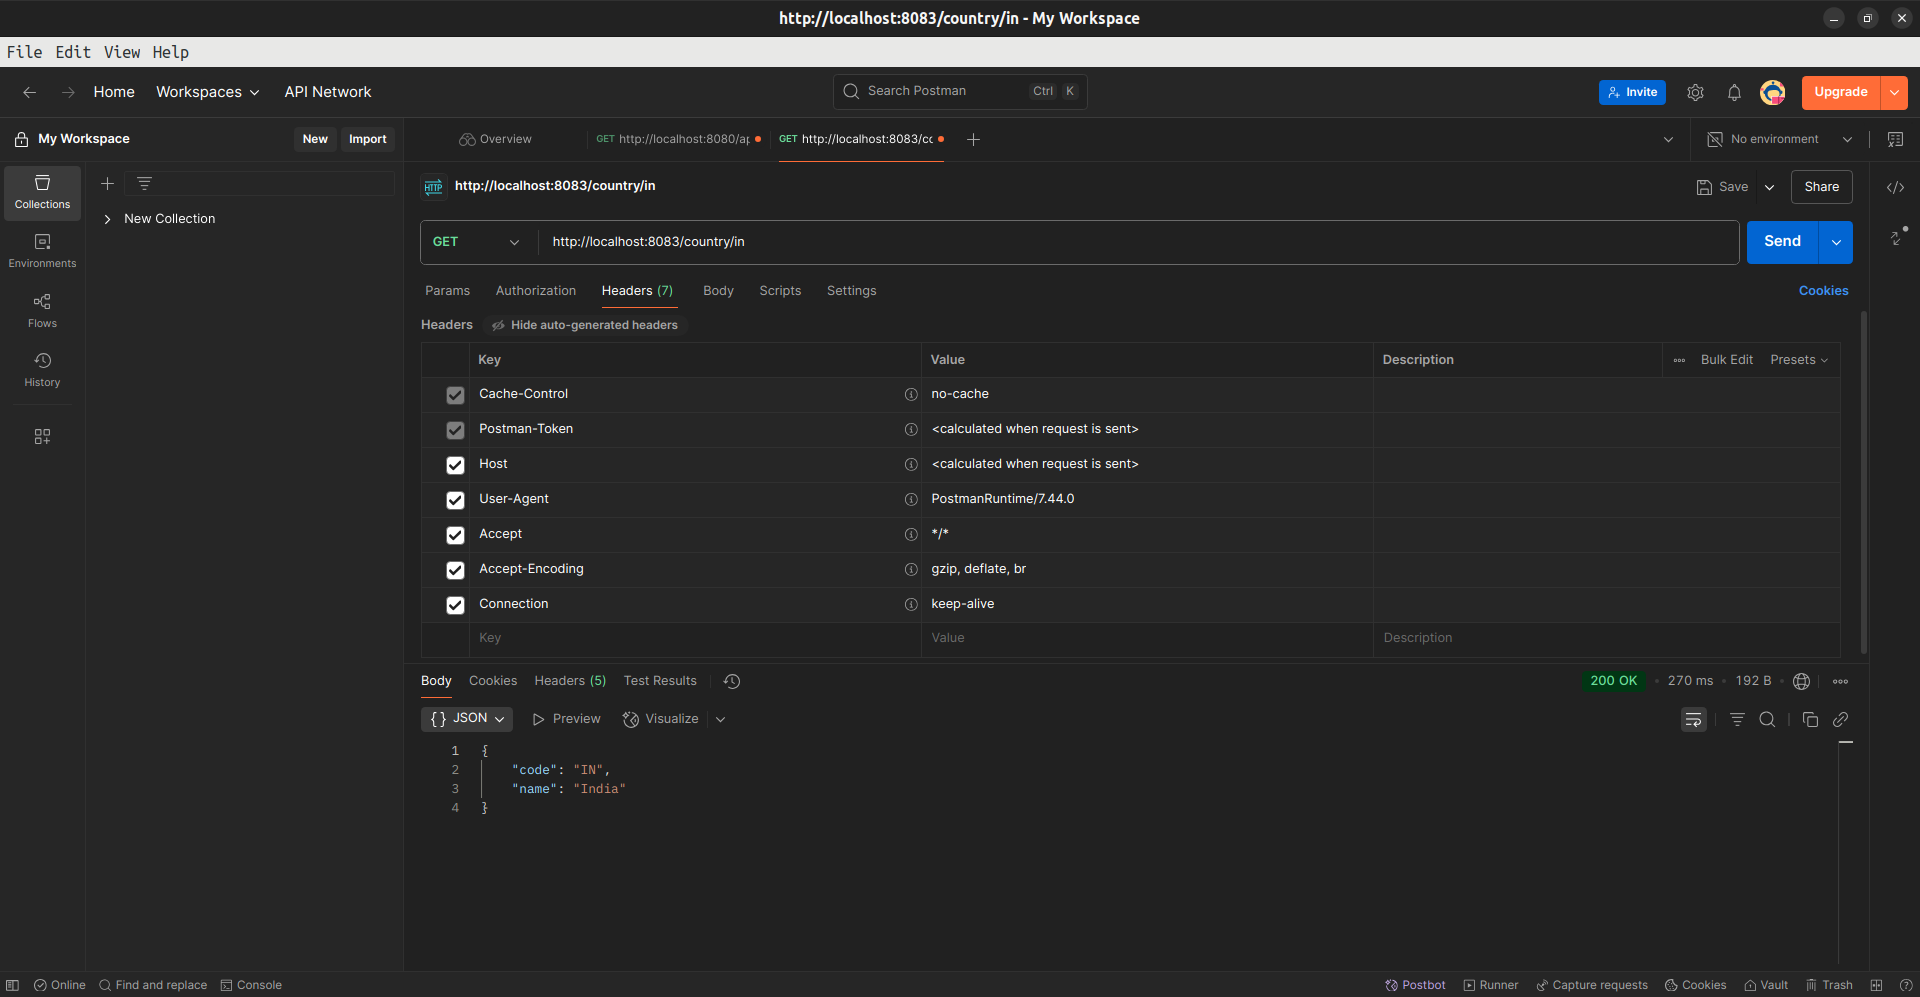 http://localhost:8083/country/in - My Workspace
File Edit View Help
Home Workspaces API Network
Search Postman Ctrl K
Invite
Upgrade
My Workspace New Import
Overview
GET http://localhost:8080/ap
GET http://localhost:8083/cc
No environment
Collections
Environments
Flows
History
New Collection
HTTP http://localhost:8083/country/in
Save Share
GET http://localhost:8083/country/in Send
Params Authorization Headers (7) Body Scripts Settings Cookies
Headers Hide auto-generated headers
Key Value Description Bulk Edit Presets
Cache-Control no-cache
Postman-Token <calculated when request is sent>
Host <calculated when request is sent>
User-Agent PostmanRuntime/7.44.0
Accept */*
Accept-Encoding gzip, deflate, br
Connection keep-alive
Key Value Description
Body Cookies Headers (5) Test Results 200 OK • 270 ms • 192 B •
{} JSON Preview Visualize
1 {
2 "code": "IN",
3 "name": "India"
4 }
Online Find and replace Console Postbot Runner Capture requests Cookies Vault Trash